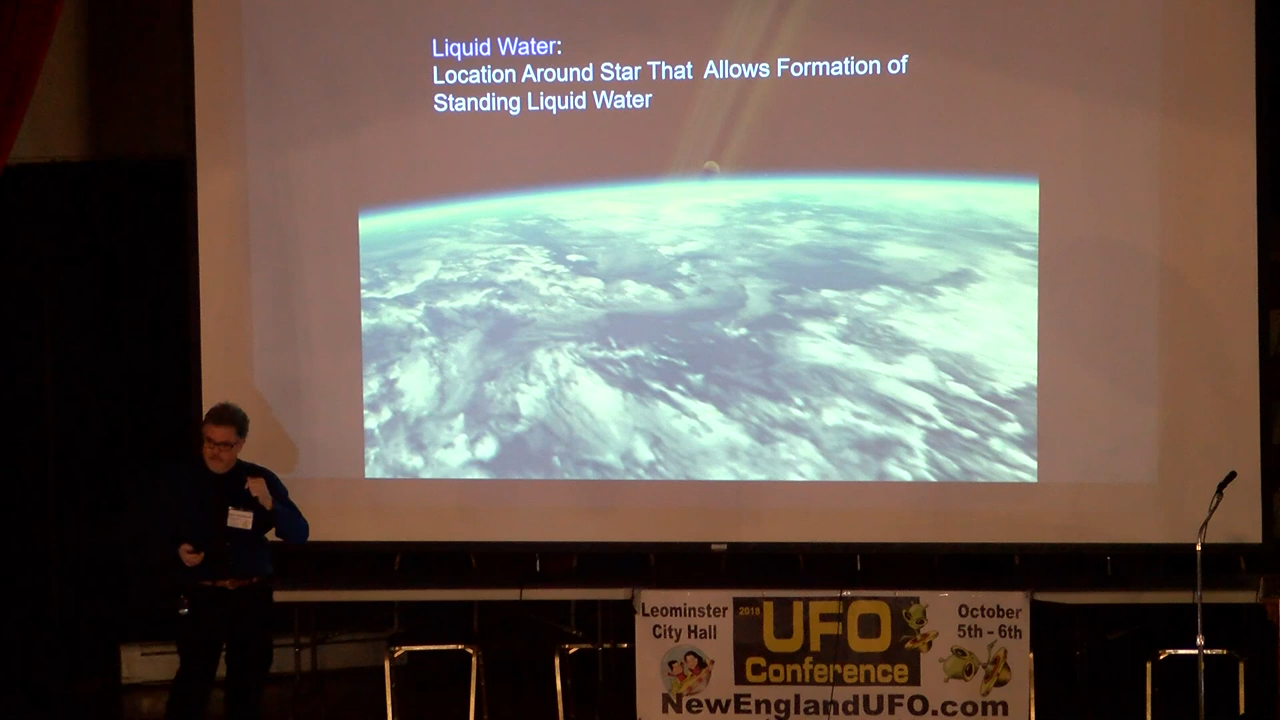 Liquid Water:
Location Around Star That Allows Formation of
Standing Liquid Water
Leominster
City Hall
2018
UFO
Conference
October
5th - 6th
NewEnglandUFO.com